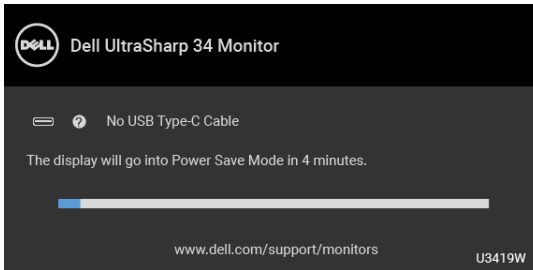 DELL Dell UltraSharp 34 Monitor
? No USB Type-C Cable
The display will go into Power Save Mode in 4 minutes.
www.dell.com/support/monitors
U3419W